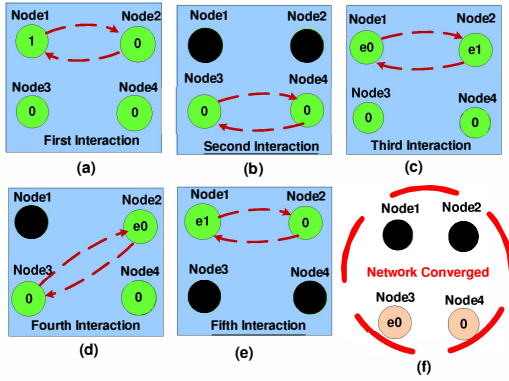 Node1 Node2
1 0
Node3 Node4
0 0
First Interaction
(a)
Node1 Node2
Node3 Node4
0 0
Second Interaction
(b)
Node1 Node2
e0 e1
Node3 Node4
0 0
Third Interaction
(c)
Node1 Node2
e0
Node3 Node4
0 0
Fourth Interaction
(d)
Node1 Node2
e1 0
Node3 Node4
Fifth Interaction
(e)
Node1 Node2
Network Converged
Node3 Node4
e0 0
(f)